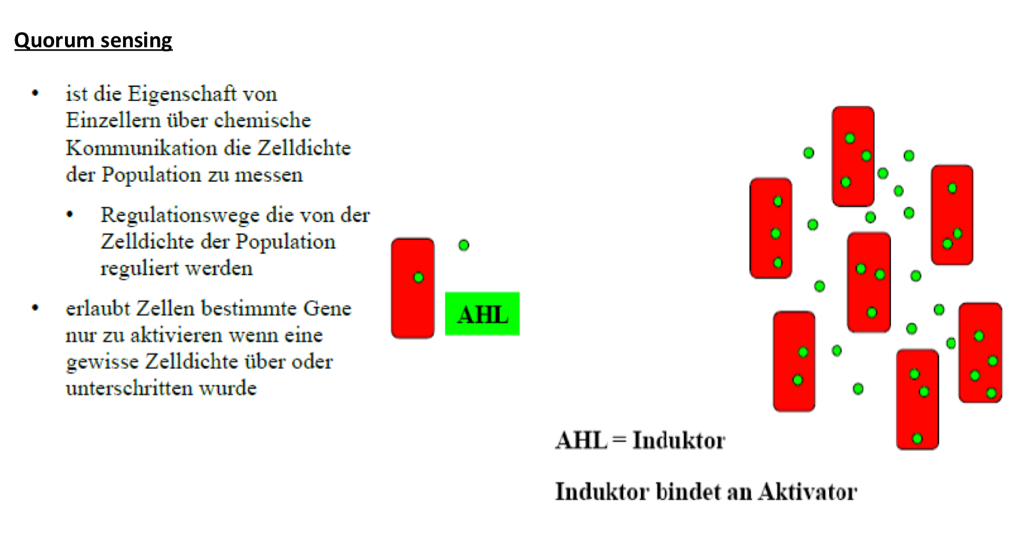 Quorum sensing
• ist die Eigenschaft von
Einzellern über chemische
Kommunikation die Zelldichte
der Population zu messen
• Regulationswege die von der
Zelldichte der Population
reguliert werden
• erlaubt Zellen bestimmte Gene
nur zu aktivieren wenn eine
gewisse Zelldichte über oder
unterschritten wurde
AHL
AHL = Induktor
Induktor bindet an Aktivator